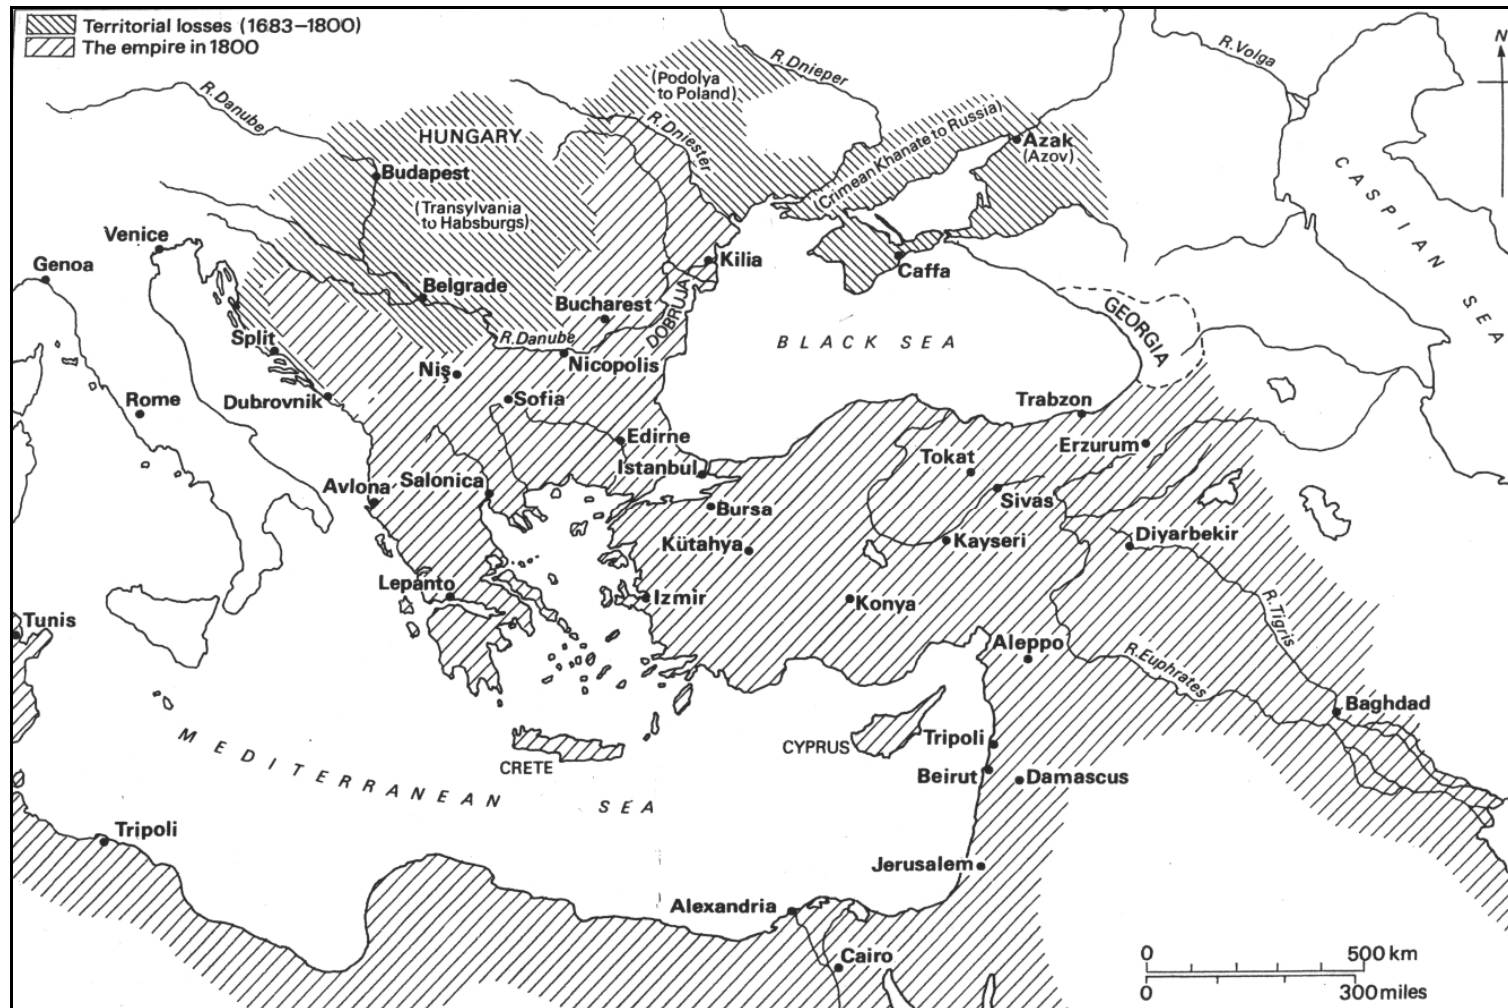 Territorial losses (1683–1800)
The empire in 1800
R.Danube
R.Dnieper
R.Volga
N
(Podolya
to Poland)
HUNGARY
R.Dniester
(Crimean Khanate to Russia)
Azak
(Azov)
Budapest
(Transylvania
to Habsburgs)
CASPIAN SEA
Venice
Genoa
Kilia
Caffa
Belgrade
Bucharest
DOBRUJA
GEORGIA
Split
R.Danube
BLACK SEA
Nicopolis
Niş
Rome
Dubrovnik
Sofia
Trabzon
Edirne
Erzurum
Istanbul
Tokat
Avlona
Salonica
Sivas
Bursa
Kütahya
Kayseri
Diyarbekir
Lepanto
Izmir
Konya
R.Tigris
Tunis
Aleppo
R.Euphrates
Baghdad
MEDITERRANEAN SEA
CRETE
CYPRUS
Tripoli
Beirut
Damascus
Tripoli
Jerusalem
Alexandria
Cairo
0 500 km
0 300 miles